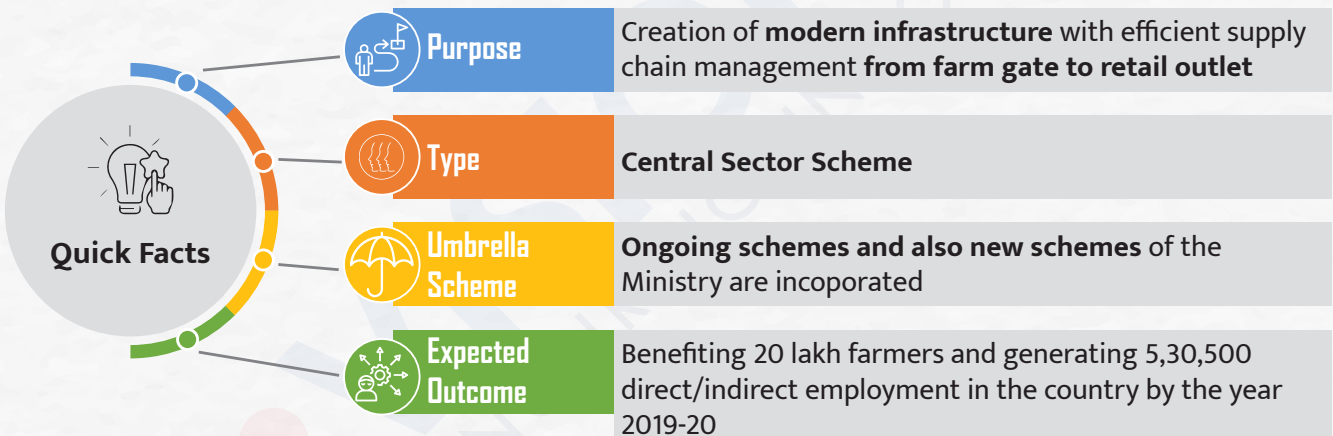 Quick Facts
Purpose
Creation of modern infrastructure with efficient supply
chain management from farm gate to retail outlet
Type
Central Sector Scheme
Umbrella
Scheme
Ongoing schemes and also new schemes of the
Ministry are incoporated
Expected
Outcome
Benefiting 20 lakh farmers and generating 5,30,500
direct/indirect employment in the country by the year
2019-20